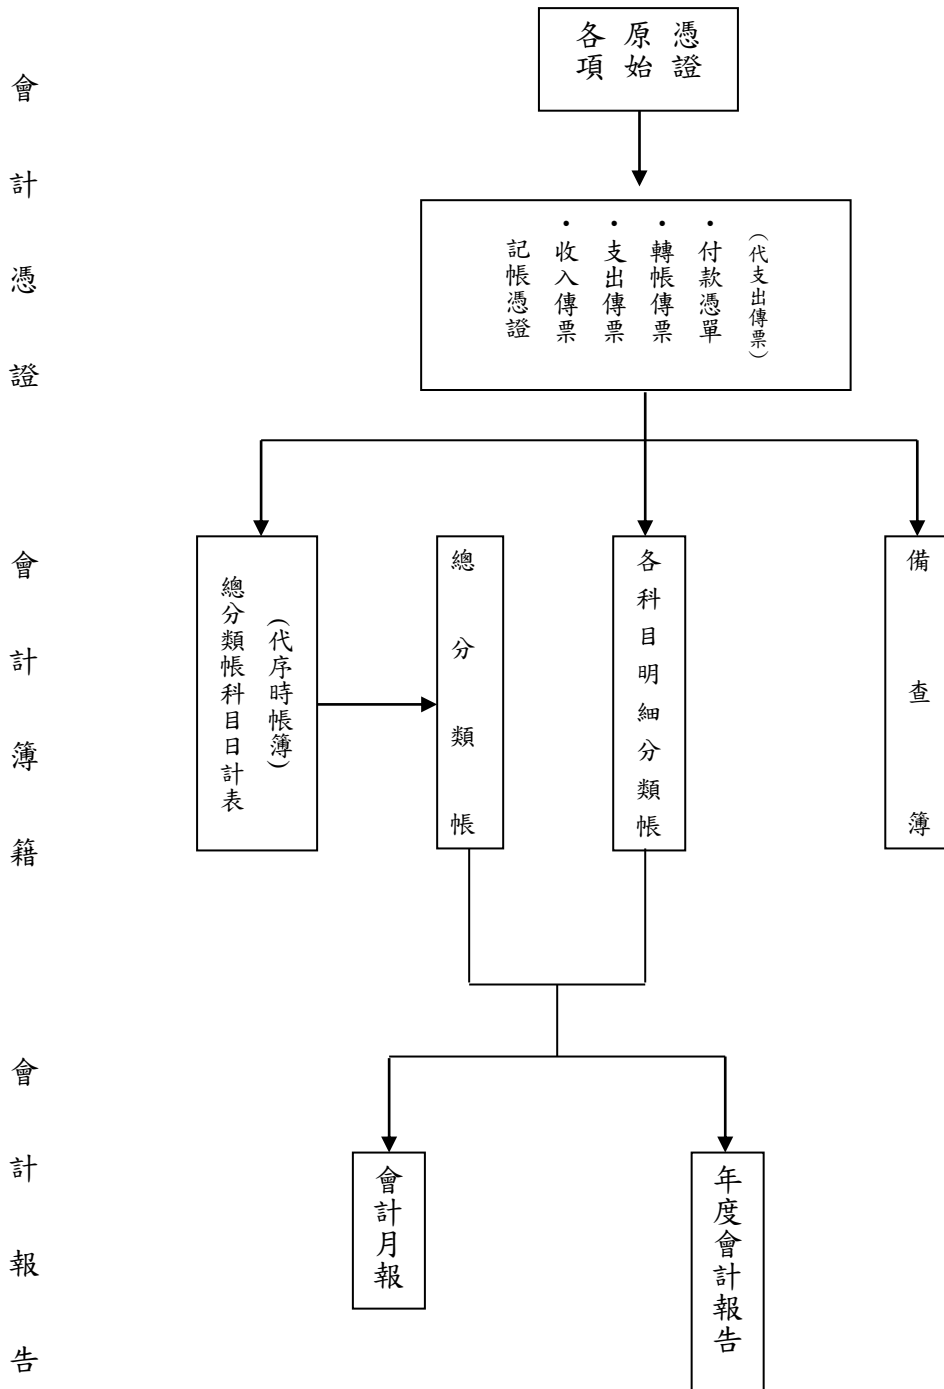 會計憑證
各項
原始
憑證
記帳憑證
・收入傳票
・支出傳票
・轉帳傳票
・付款憑單
(代支出傳票)
會計簿籍
總分類帳科目日計表
(代序時帳簿)
總分類帳
各科目明細分類帳
備查簿
會計報告
會計月報
年度會計報告